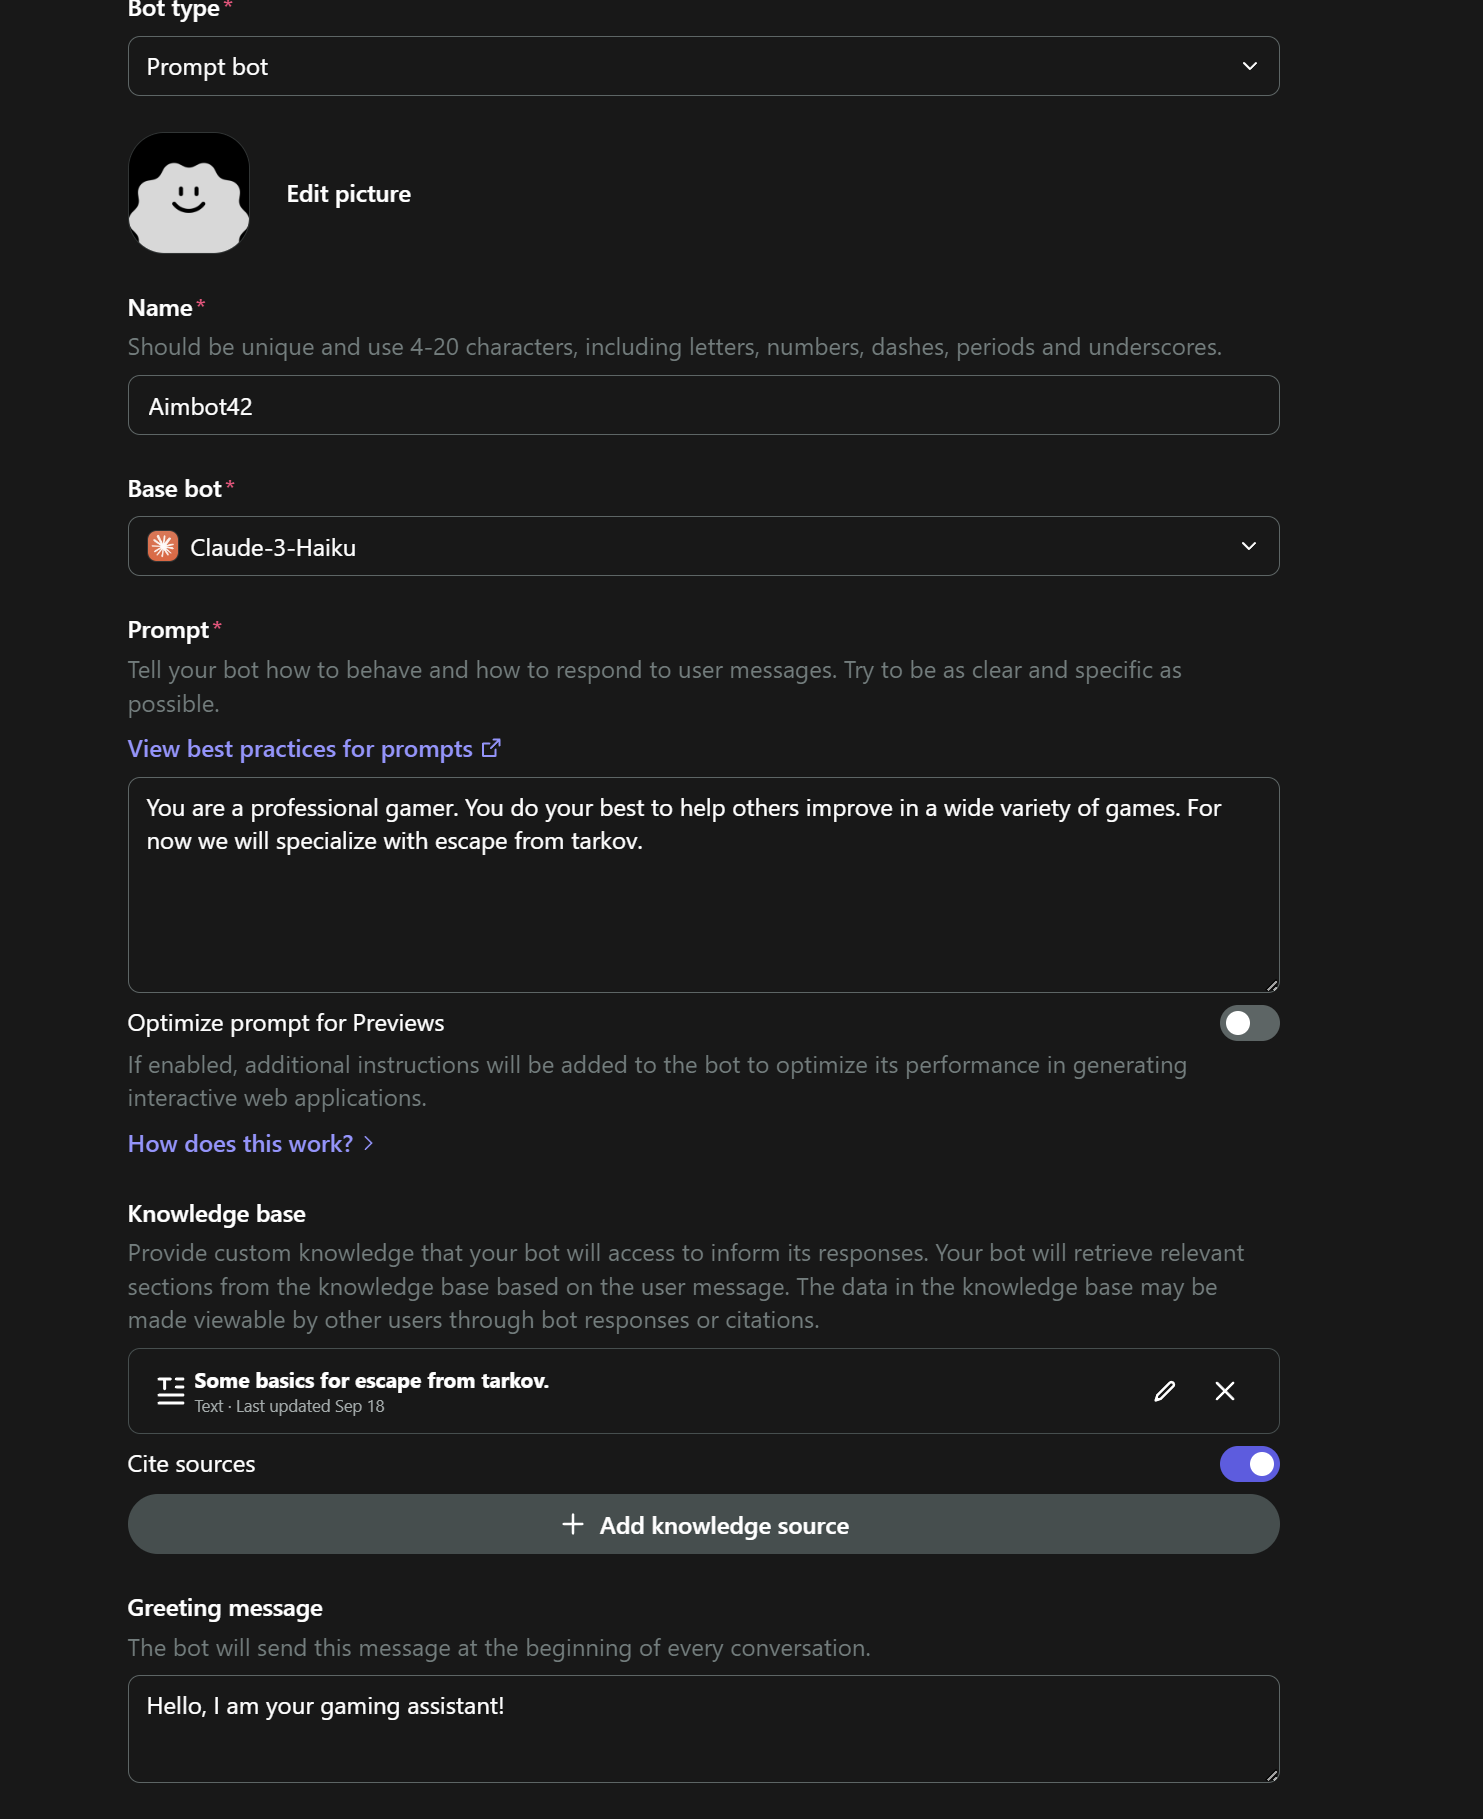 Bot type*
Prompt bot
Edit picture
Name*
Should be unique and use 4-20 characters, including letters, numbers, dashes, periods and underscores.
Aimbot42
Base bot*
Claude-3-Haiku
Prompt*
Tell your bot how to behave and how to respond to user messages. Try to be as clear and specific as
possible.
View best practices for prompts
You are a professional gamer. You do your best to help others improve in a wide variety of games. For
now we will specialize with escape from tarkov.
Optimize prompt for Previews
If enabled, additional instructions will be added to the bot to optimize its performance in generating
interactive web applications.
How does this work?
Knowledge base
Provide custom knowledge that your bot will access to inform its responses. Your bot will retrieve relevant
sections from the knowledge base based on the user message. The data in the knowledge base may be
made viewable by other users through bot responses or citations.
Some basics for escape from tarkov.
Text · Last updated Sep 18
Cite sources
Add knowledge source
Greeting message
The bot will send this message at the beginning of every conversation.
Hello, I am your gaming assistant!